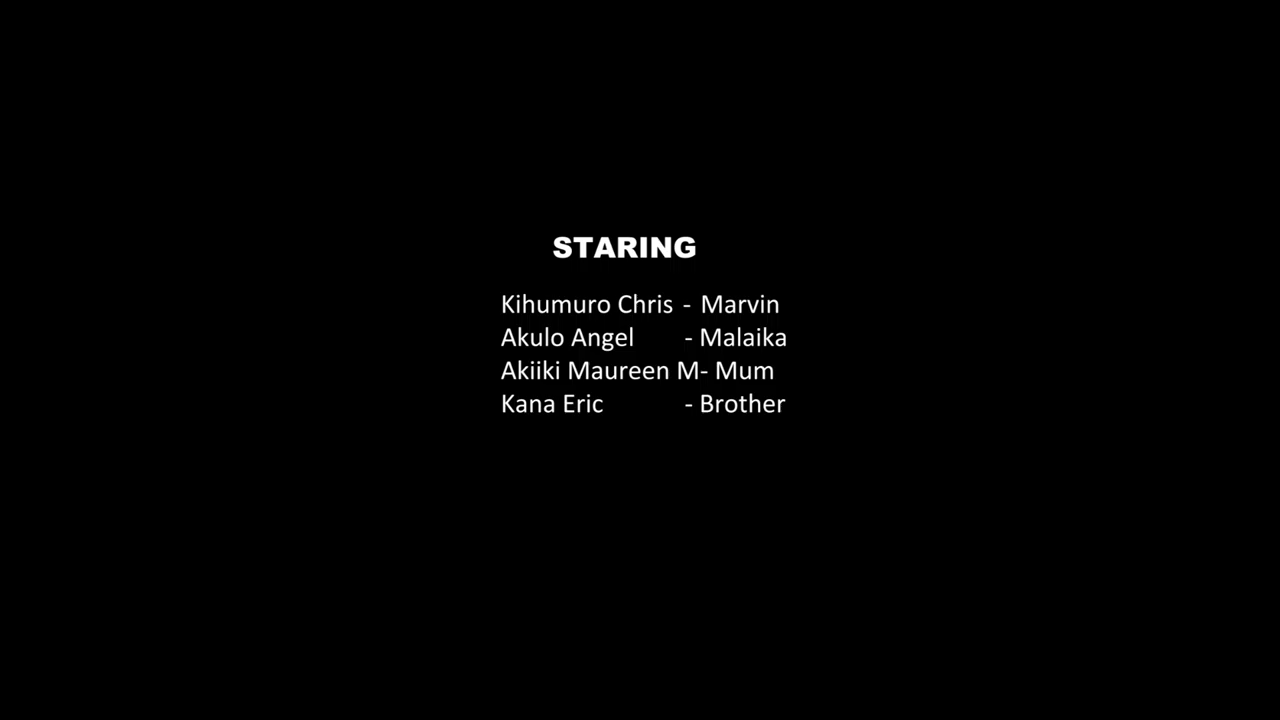 STARING
Kihumuro Chris - Marvin
Akulo Angel - Malaika
Akiiki Maureen M- Mum
Kana Eric - Brother